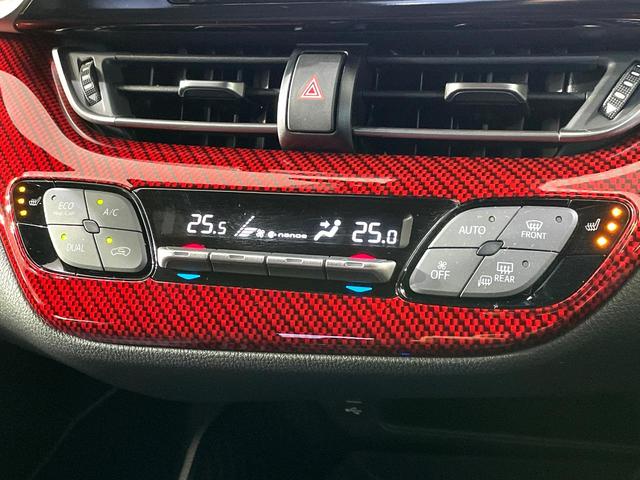 ECO
A/C
DUAL
25.5
nanoe
25.0
AUTO
FRONT
OFF
REAR